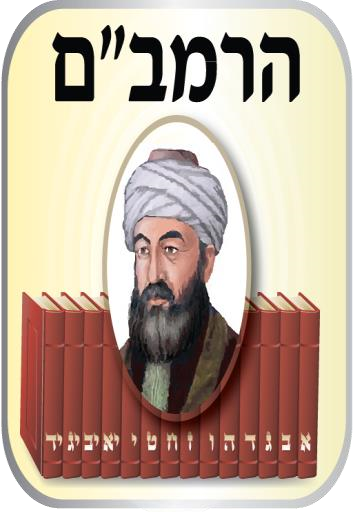 הרמב"ם
א ב ג ד ה ו ז ח ט י יא יב יג יד